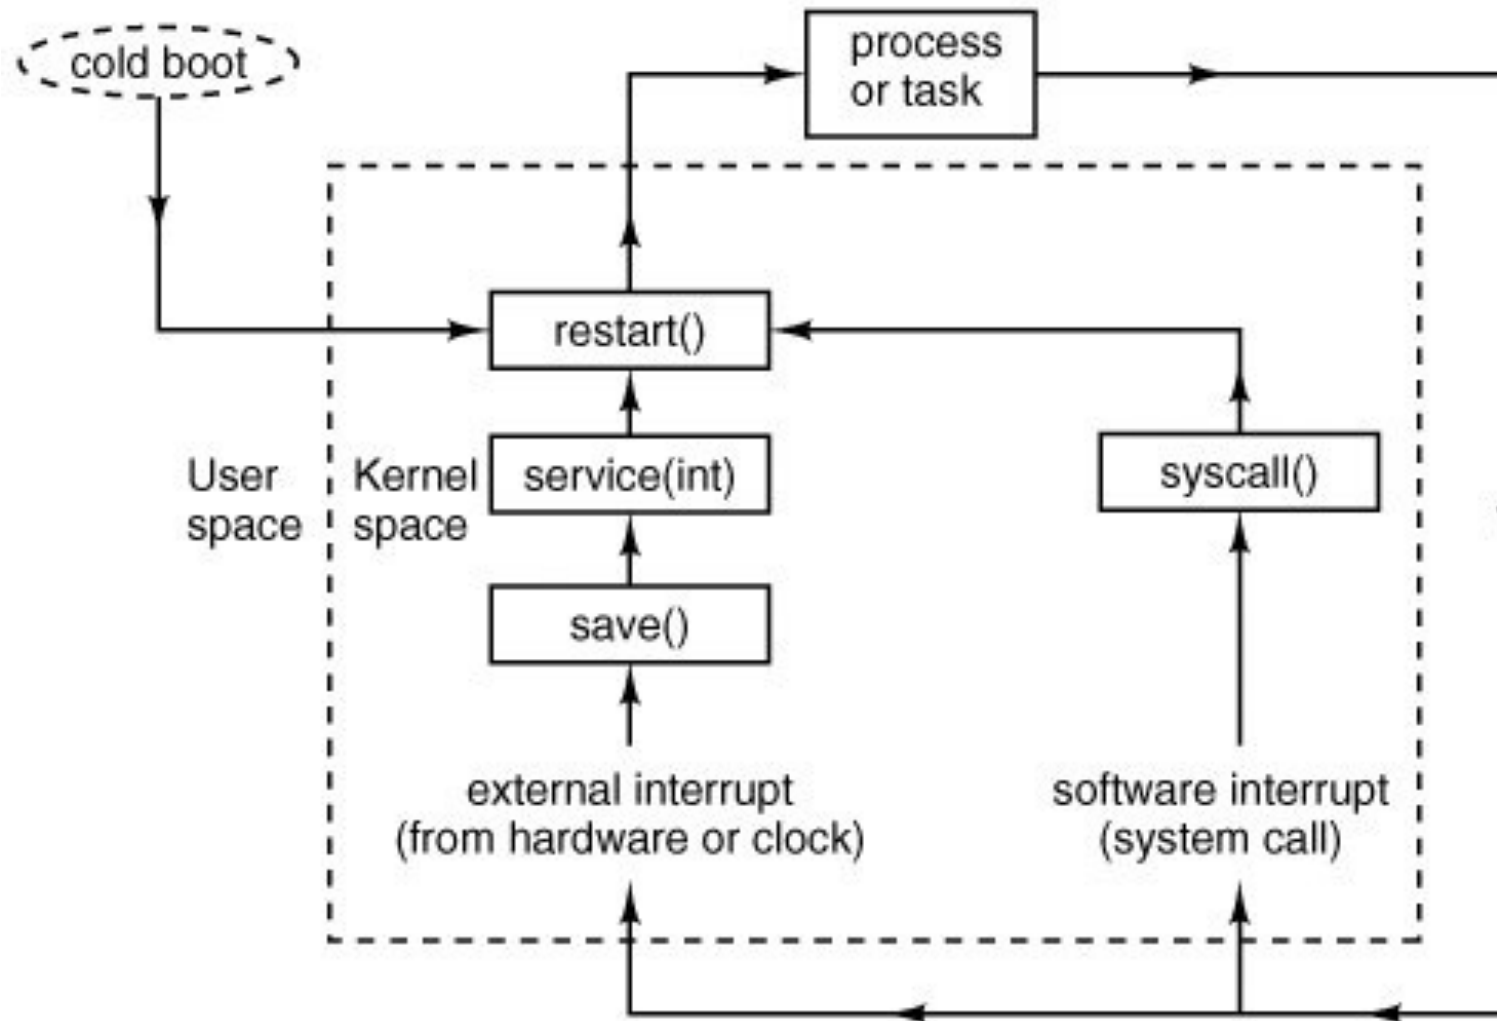 cold boot
process
or task
restart()
User
space
Kernel
space
service(int)
syscall()
save()
external interrupt
(from hardware or clock)
software interrupt
(system call)